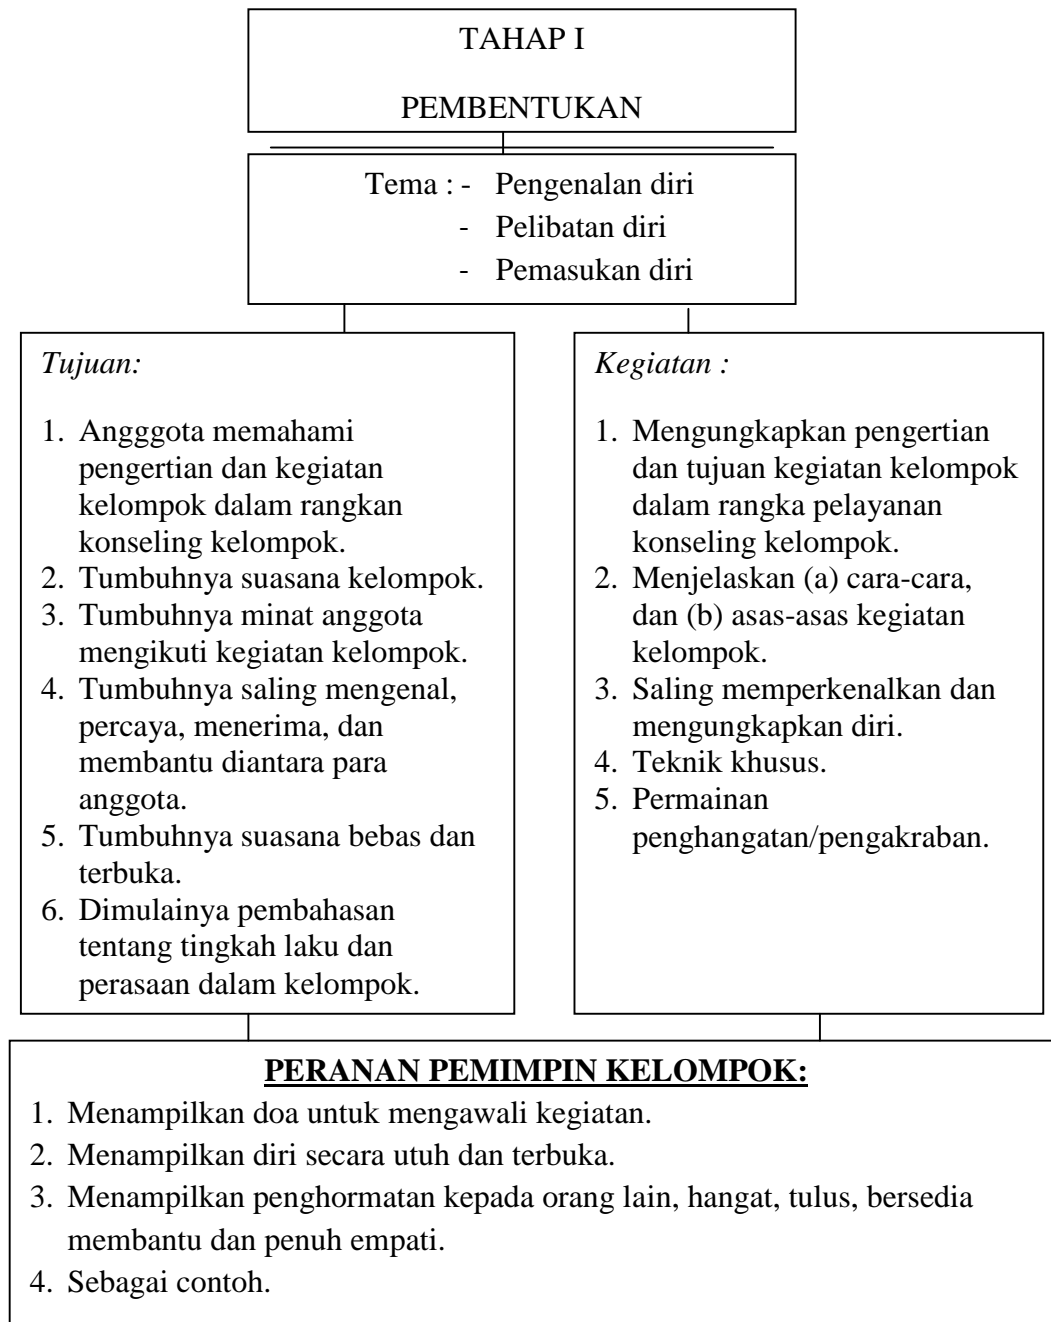 TAHAP I
PEMBENTUKAN
Tema : - Pengenalan diri
- Pelibatan diri
- Pemasukan diri
Tujuan:
1. Angggota memahami
pengertian dan kegiatan
kelompok dalam rangkan
konseling kelompok.
2. Tumbuhnya suasana kelompok.
3. Tumbuhnya minat anggota
mengikuti kegiatan kelompok.
4. Tumbuhnya saling mengenal,
percaya, menerima, dan
membantu diantara para
anggota.
5. Tumbuhnya suasana bebas dan
terbuka.
6. Dimulainya pembahasan
tentang tingkah laku dan
perasaan dalam kelompok.
Kegiatan :
1. Mengungkapkan pengertian
dan tujuan kegiatan kelompok
dalam rangka pelayanan
konseling kelompok.
2. Menjelaskan (a) cara-cara,
dan (b) asas-asas kegiatan
kelompok.
3. Saling memperkenalkan dan
mengungkapkan diri.
4. Teknik khusus.
5. Permainan
penghangatan/pengakraban.
PERANAN PEMIMPIN KELOMPOK:
1. Menampilkan doa untuk mengawali kegiatan.
2. Menampilkan diri secara utuh dan terbuka.
3. Menampilkan penghormatan kepada orang lain, hangat, tulus, bersedia
membantu dan penuh empati.
4. Sebagai contoh.